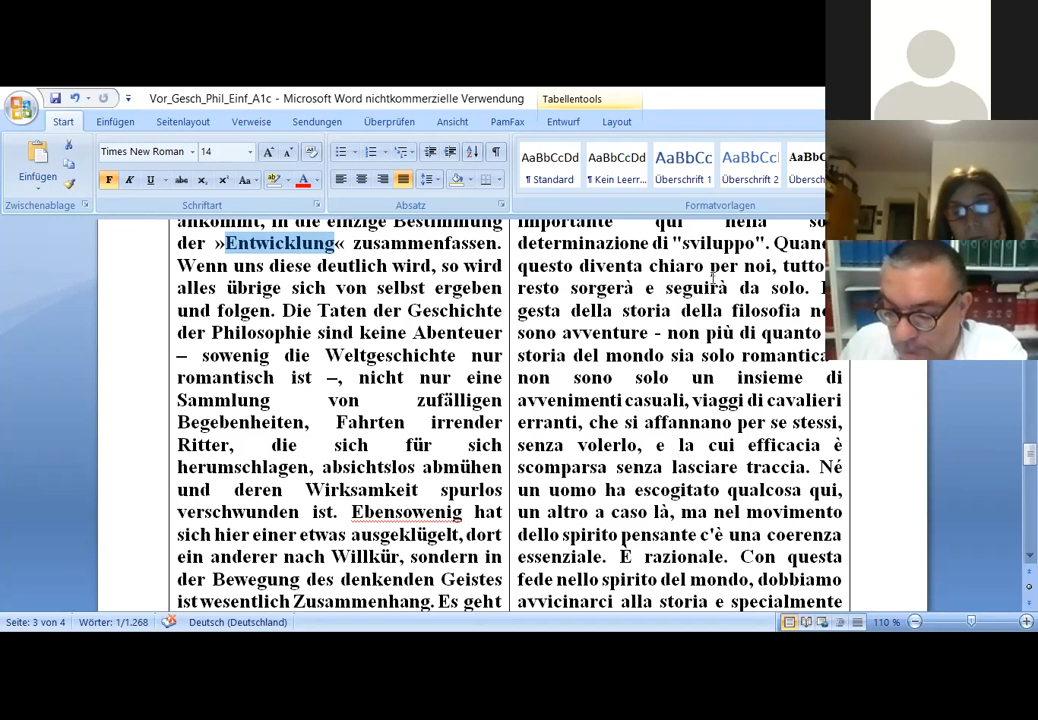 Vor_Gesch_Phil_Einf_A1c - Microsoft Word nichtkommerzielle Verwendung
Tabellentools
Start Einfügen Seitenlayout Verweise Sendungen Überprüfen Ansicht PamFax Entwurf Layout
Einfügen
Times New Roman 14
AaBbCcDd AaBbCcDd AaBbCc AaBbCc AaBbC
¶ Standard ¶ Kein Leerr... Überschrift 1 Überschrift 2
Zwischenablage Schriftart Absatz Formatvorlagen
ankommt, in die einzige Bestimmung
der »Entwicklung« zusammenfassen.
Wenn uns diese deutlich wird, so wird
alles übrige sich von selbst ergeben
und folgen. Die Taten der Geschichte
der Philosophie sind keine Abenteuer
– sowenig die Weltgeschichte nur
romantisch ist –, nicht nur eine
Sammlung von zufälligen
Begebenheiten, Fahrten irrender
Ritter, die sich für sich
herumschlagen, absichtslos abmühen
und deren Wirksamkeit spurlos
verschwunden ist. Ebensowenig hat
sich hier einer etwas ausgeklügelt, dort
ein anderer nach Willkür, sondern in
der Bewegung des denkenden Geistes
ist wesentlich Zusammenhang. Es geht
importante qui nella
determinazione di "sviluppo".
questo diventa chiaro per noi, tutto
resto sorgerà e seguirà da solo.
gesta della storia della filosofia
sono avventure - non più di quanto
storia del mondo sia solo romantica
non sono solo un insieme di
avvenimenti casuali, viaggi di cavalieri
erranti, che si affannano per se stessi,
senza volerlo, e la cui efficacia è
scomparsa senza lasciare traccia. Né
un uomo ha escogitato qualcosa qui,
un altro a caso là, ma nel movimento
dello spirito pensante c'è una coerenza
essenziale. È razionale. Con questa
fede nello spirito del mondo, dobbiamo
avvicinarci alla storia e specialmente
Seite: 3 von 4 Wörter: 1/1.268 Deutsch (Deutschland) 110 %